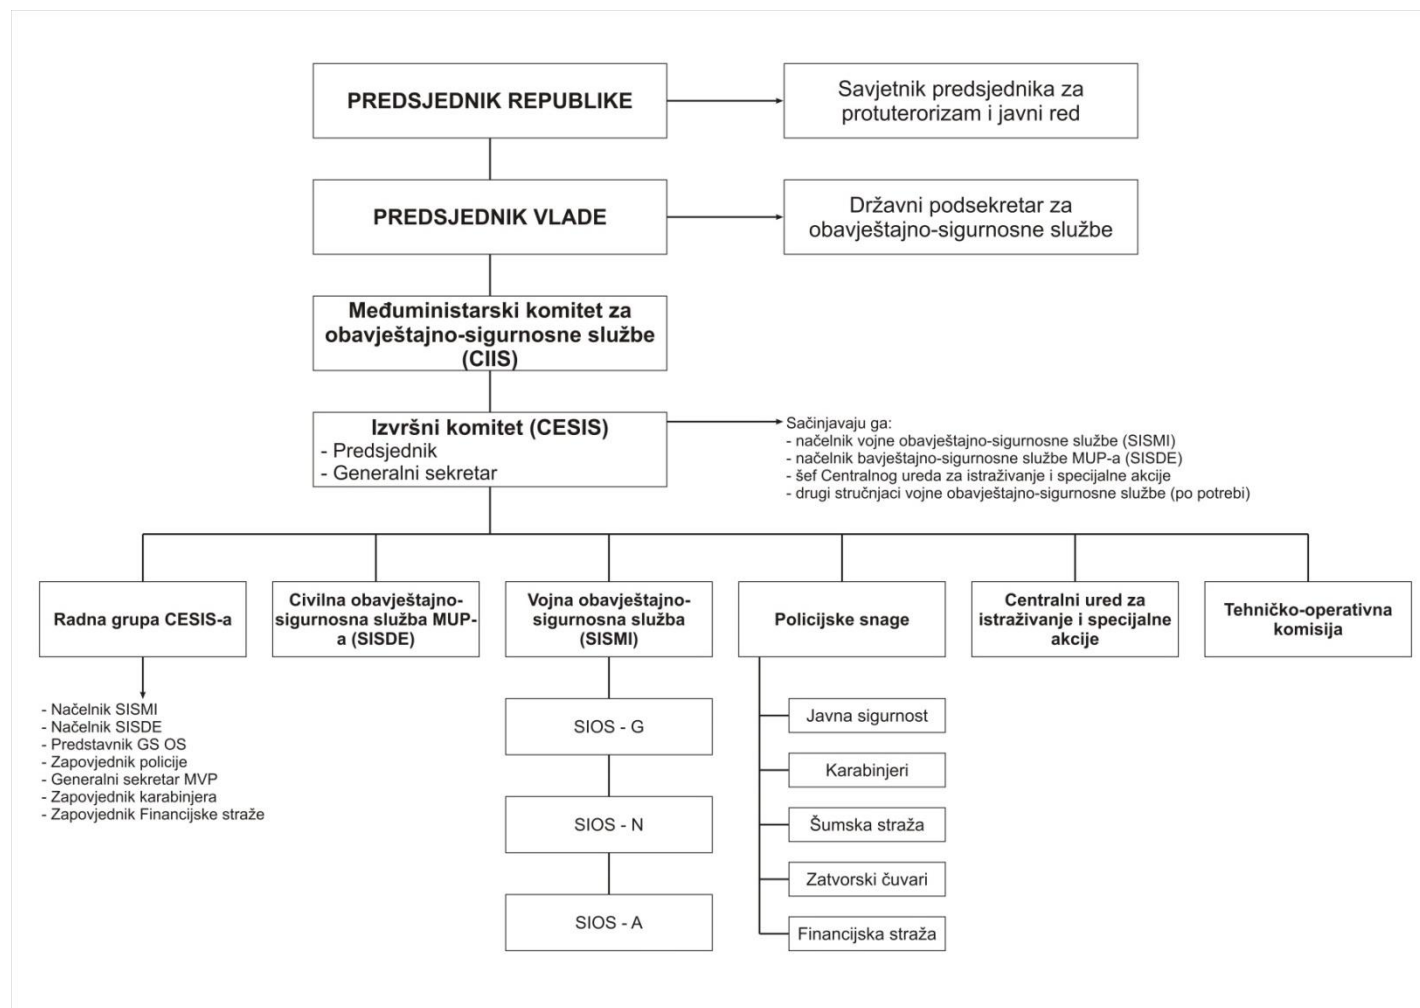 PREDSJEDNIK REPUBLIKE
Savjetnik predsjednika za
protuterorizam i javni red
PREDSJEDNIK VLADE
Državni podsekretar za
obavještajno-sigurnosne službe
Međuministarski komitet za
obavještajno-sigurnosne službe
(CIIS)
Izvršni komitet (CESIS)
- Predsjednik
- Generalni sekretar
Sačinjavaju ga:
- načelnik vojne obavještajno-sigurnosne službe (SISMI)
- načelnik bavještajno-sigurnosne službe MUP-a (SISDE)
- šef Centralnog ureda za istraživanje i specijalne akcije
- drugi stručnjaci vojne obavještajno-sigurnosne službe (po potrebi)
Radna grupa CESIS-a
Civilna obavještajno-
sigurnosna služba MUP-
a (SISDE)
Vojna obavještajno-
sigurnosna služba
(SISMI)
Policijske snage
Centralni ured za
istraživanje i specijalne
akcije
Tehničko-operativna
komisija
- Načelnik SISMI
- Načelnik SISDE
- Predstavnik GS OS
- Zapovjednik policije
- Generalni sekretar MVP
- Zapovjednik karabinjera
- Zapovjednik Financijske straže
SIOS - G
SIOS - N
SIOS - A
Javna sigurnost
Karabinjeri
Šumska straža
Zatvorski čuvari
Financijska straža